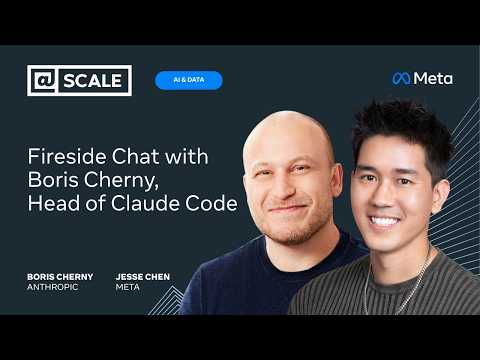 @SCALE
AI & DATA
Meta
Fireside Chat with
Boris Cherny,
Head of Claude Code
BORIS CHERNY
ANTHROPIC
JESSE CHEN
META